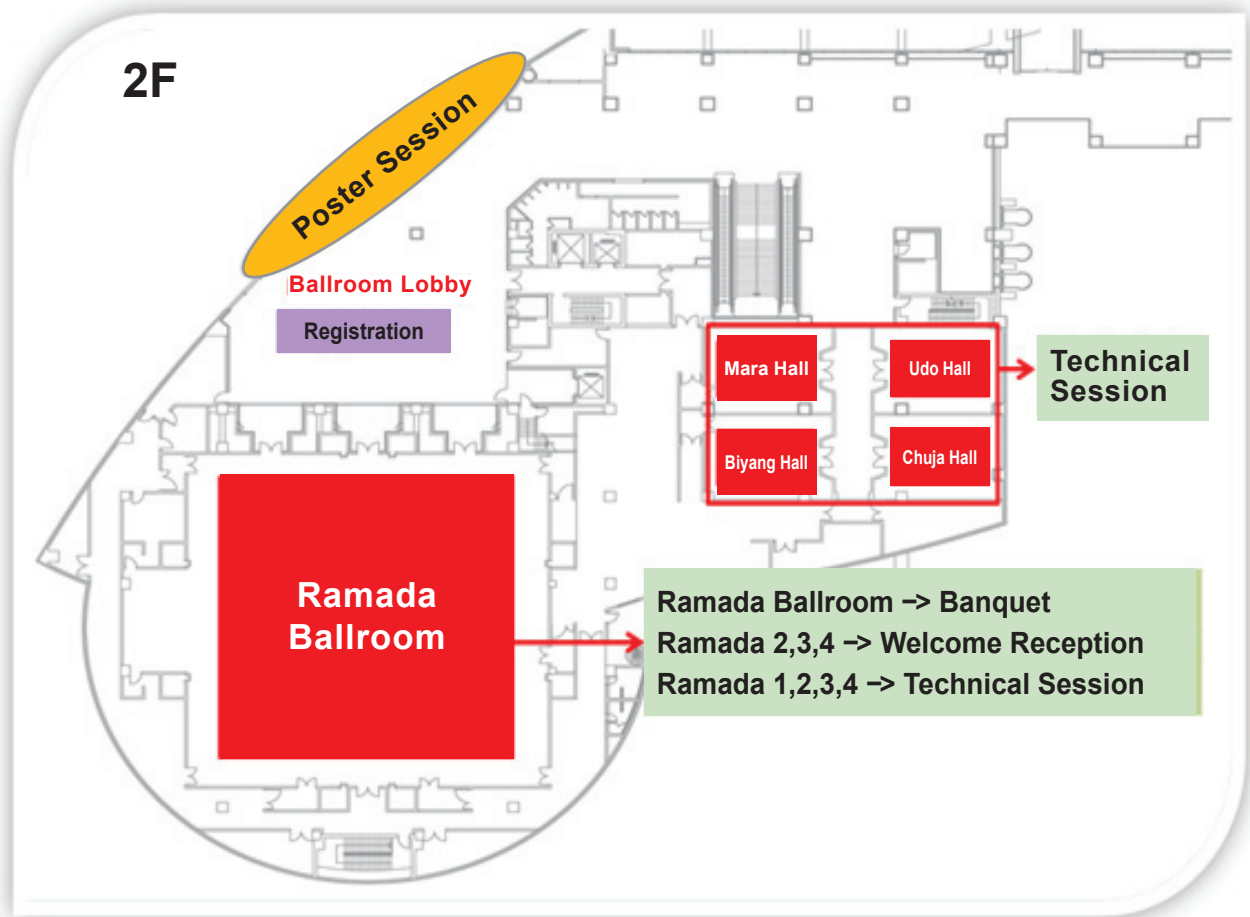 2F
Poster Session
Ballroom Lobby
Registration
Mara Hall
Udo Hall
Technical
Session
Biyang Hall
Chuja Hall
Ramada
Ballroom
Ramada Ballroom −> Banquet
Ramada 2,3,4 −> Welcome Reception
Ramada 1,2,3,4 −> Technical Session